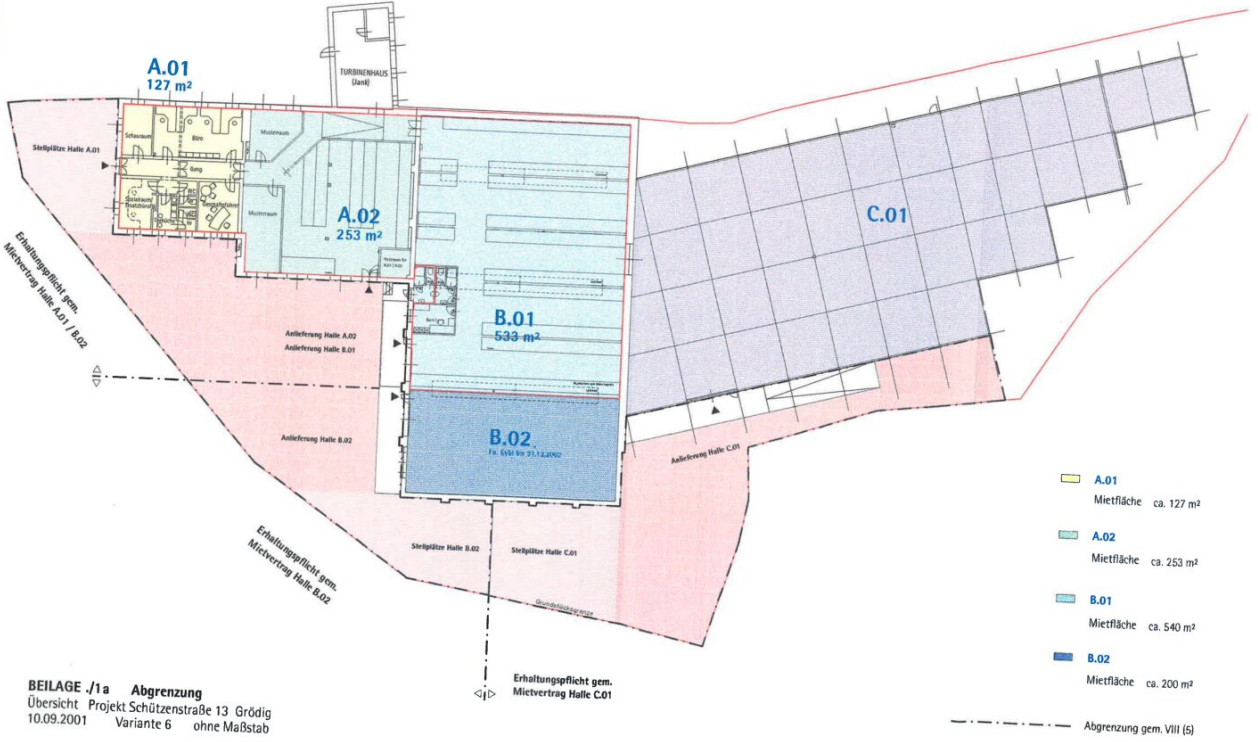 TURBINENHAUS
(Jank)
A.01
127 m²
Schauraum
Büro
Musterraum
Stellplätze Halle A.01
Gang
C.01
Musterraum
A.02
253 m²
Erhaltungspflicht gem.
Mietvertrag Halle A.01 / B.02
Anlieferung Halle A.02
Anlieferung Halle B.01
B.01
533 m²
Anlieferung Halle B.02
B.02
Anlieferung Halle C.01
Erhaltungspflicht gem.
Mietvertrag Halle B.02
Stellplätze Halle B.02
Stellplätze Halle C.01
Grundstücksgrenze
Erhaltungspflicht gem.
Mietvertrag Halle C.01
A.01
Mietfläche ca. 127 m²
A.02
Mietfläche ca. 253 m²
B.01
Mietfläche ca. 540 m²
B.02
Mietfläche ca. 200 m²
Abgrenzung gem. VIII (5)
BEILAGE ./1a Abgrenzung
Übersicht Projekt Schützenstraße 13 Grödig
10.09.2001 Variante 6 ohne Maßstab